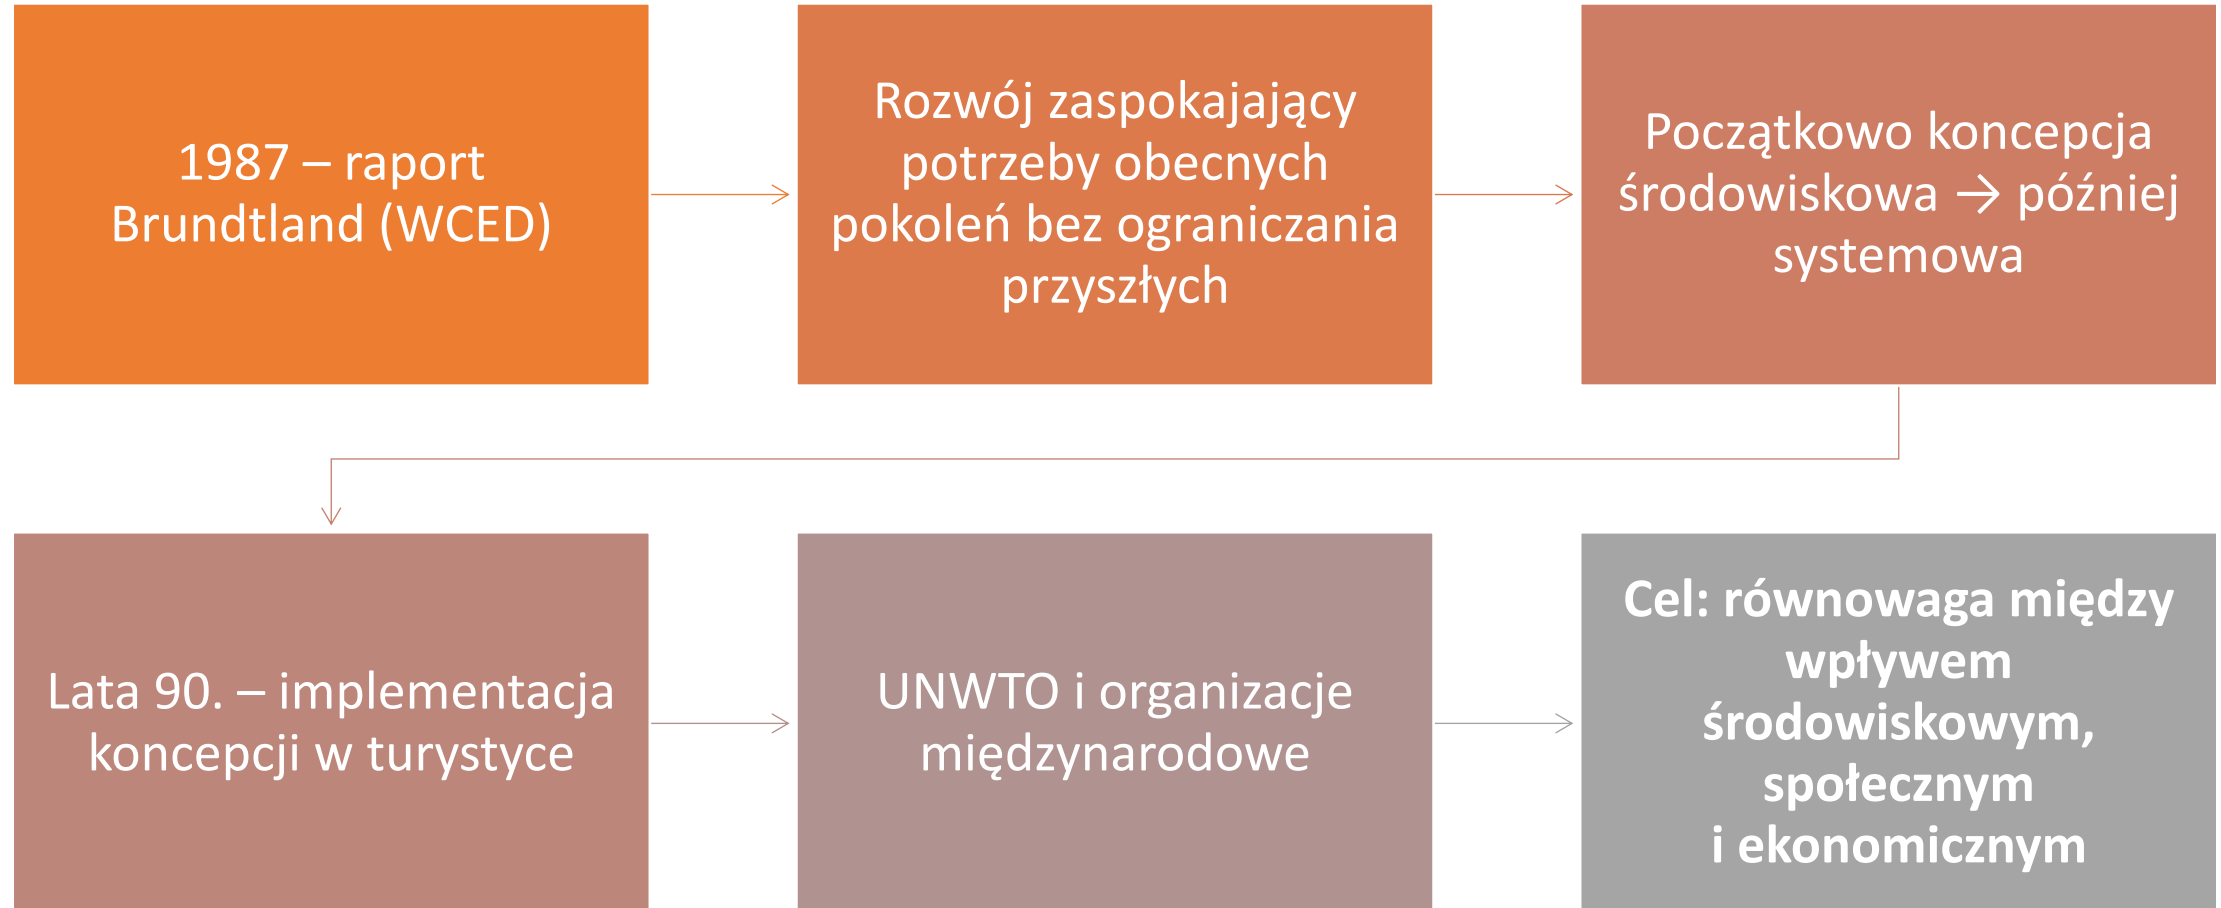 1987 – raport
Brundtland (WCED)
Rozwój zaspokajający
potrzeby obecnych
pokoleń bez ograniczania
przyszłych
Początkowo koncepcja
środowiskowa → później
systemowa
Lata 90. – implementacja
koncepcji w turystyce
UNWTO i organizacje
międzynarodowe
Cel: równowaga między
wpływem
środowiskowym,
społecznym
i ekonomicznym